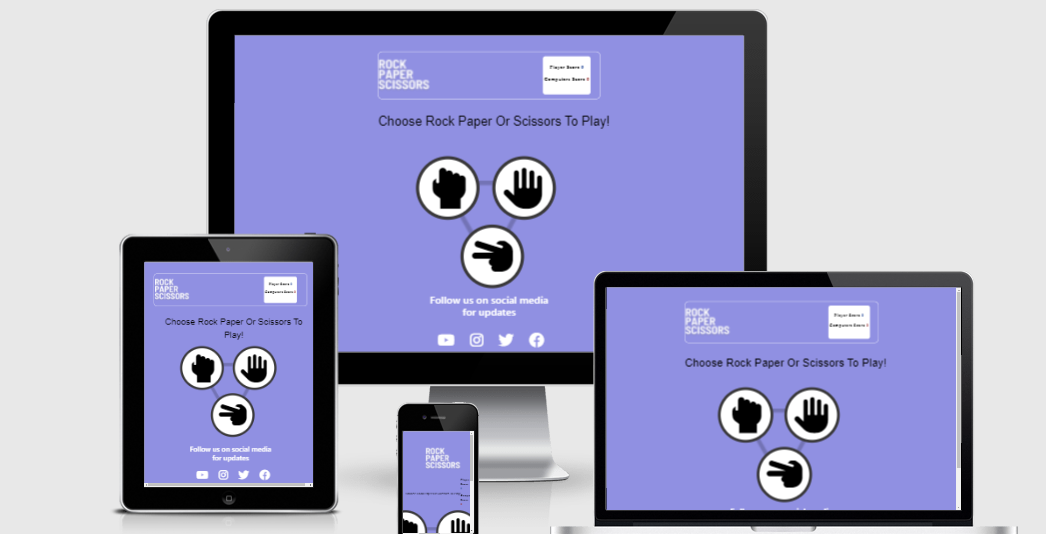 ROCK
PAPER
SCISSORS
Player Score 0
Computers Score 0
Choose Rock Paper Or Scissors To Play!
Follow us on social media
for updates
ROCK
PAPER
SCISSORS
Player Score 0
Computers Score 0
Choose Rock Paper Or Scissors To
Play!
Follow us on social media
for updates
ROCK
PAPER
SCISSORS
ROCK
PAPER
SCISSORS
Player Score 0
Computers Score 0
Choose Rock Paper Or Scissors To Play!